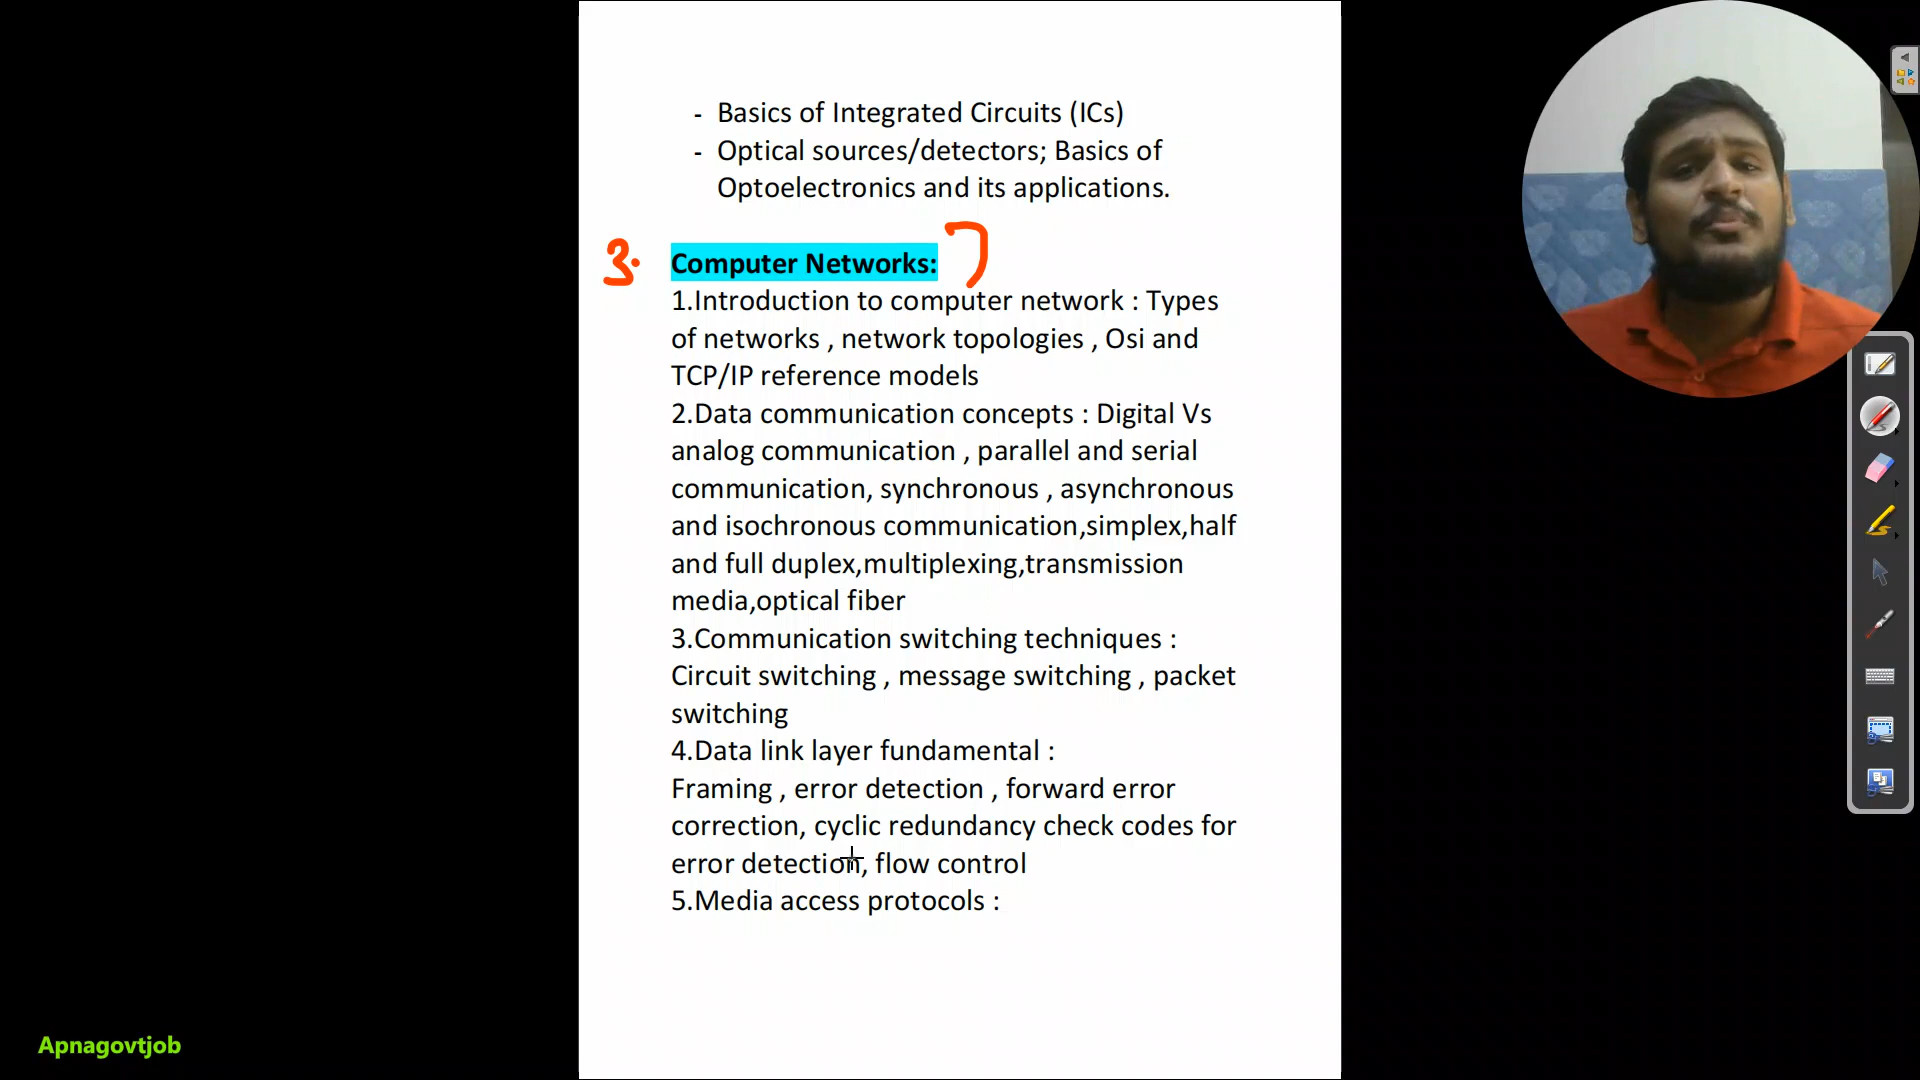 - Basics of Integrated Circuits (ICs)
- Optical sources/detectors; Basics of
Optoelectronics and its applications.
3.
Computer Networks:
1.Introduction to computer network : Types
of networks , network topologies , Osi and
TCP/IP reference models
2.Data communication concepts : Digital Vs
analog communication , parallel and serial
communication, synchronous , asynchronous
and isochronous communication,simplex,half
and full duplex,multiplexing,transmission
media,optical fiber
3.Communication switching techniques :
Circuit switching , message switching , packet
switching
4.Data link layer fundamental :
Framing , error detection , forward error
correction, cyclic redundancy check codes for
error detection, flow control
5.Media access protocols :
Apnagovtjob